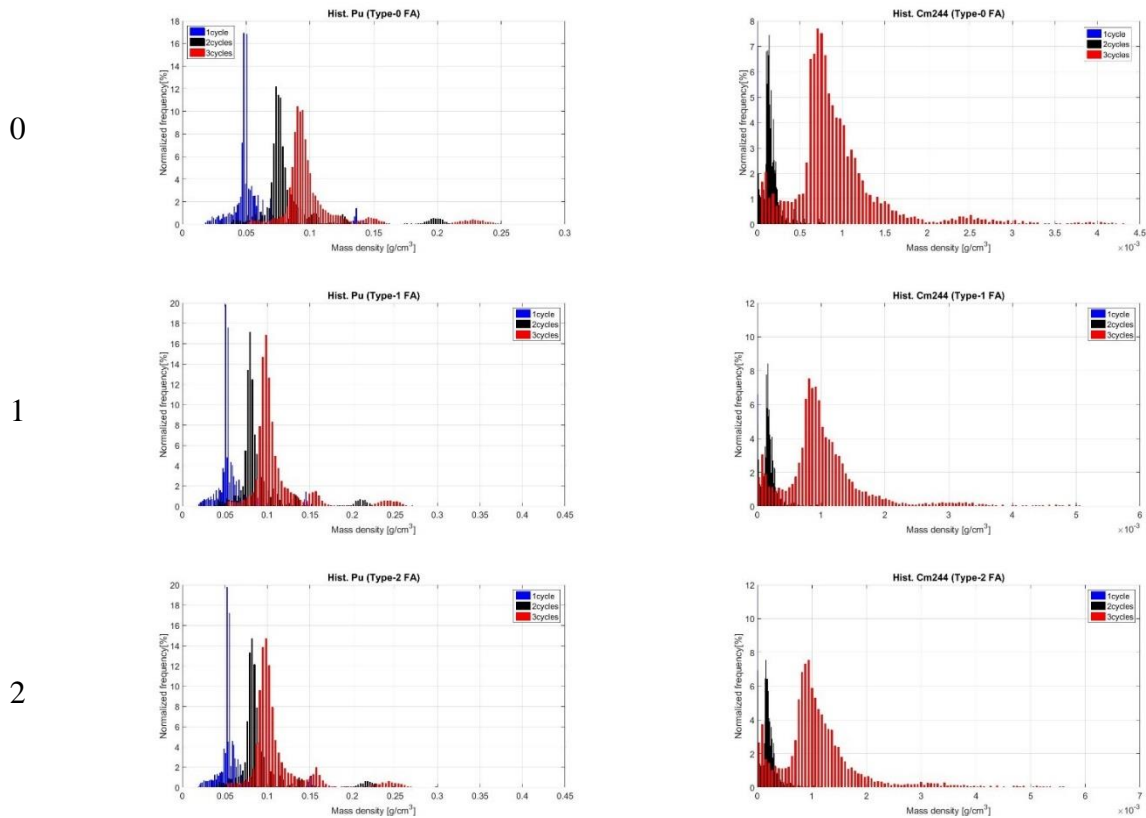 0
Hist. Pu (Type-0 FA)
Normalized frequency[%]
18
16
14
12
10
8
6
4
2
0
1cycle
2cycles
3cycles
0 0.05 0.1 0.15 0.2 0.25 0.3
Mass density [g/cm³]
Hist. Cm244 (Type-0 FA)
Normalized frequency[%]
8
7
6
5
4
3
2
1
0
1cycle
2cycles
3cycles
0 0.5 1 1.5 2 2.5 3 3.5 4 4.5
Mass density [g/cm³]
×10⁻³
1
Hist. Pu (Type-1 FA)
Normalized frequency[%]
20
18
16
14
12
10
8
6
4
2
0
1cycle
2cycles
3cycles
0 0.05 0.1 0.15 0.2 0.25 0.3 0.35 0.4 0.45
Mass density [g/cm³]
Hist. Cm244 (Type-1 FA)
Normalized frequency[%]
12
10
8
6
4
2
0
1cycle
2cycles
3cycles
0 1 2 3 4 5 6
Mass density [g/cm³]
×10⁻³
2
Hist. Pu (Type-2 FA)
Normalized frequency[%]
20
18
16
14
12
10
8
6
4
2
0
1cycle
2cycles
3cycles
0 0.05 0.1 0.15 0.2 0.25 0.3 0.35 0.4 0.45
Mass density [g/cm³]
Hist. Cm244 (Type-2 FA)
Normalized frequency[%]
12
10
8
6
4
2
0
1cycle
2cycles
3cycles
0 1 2 3 4 5 6 7
Mass density [g/cm³]
×10⁻³